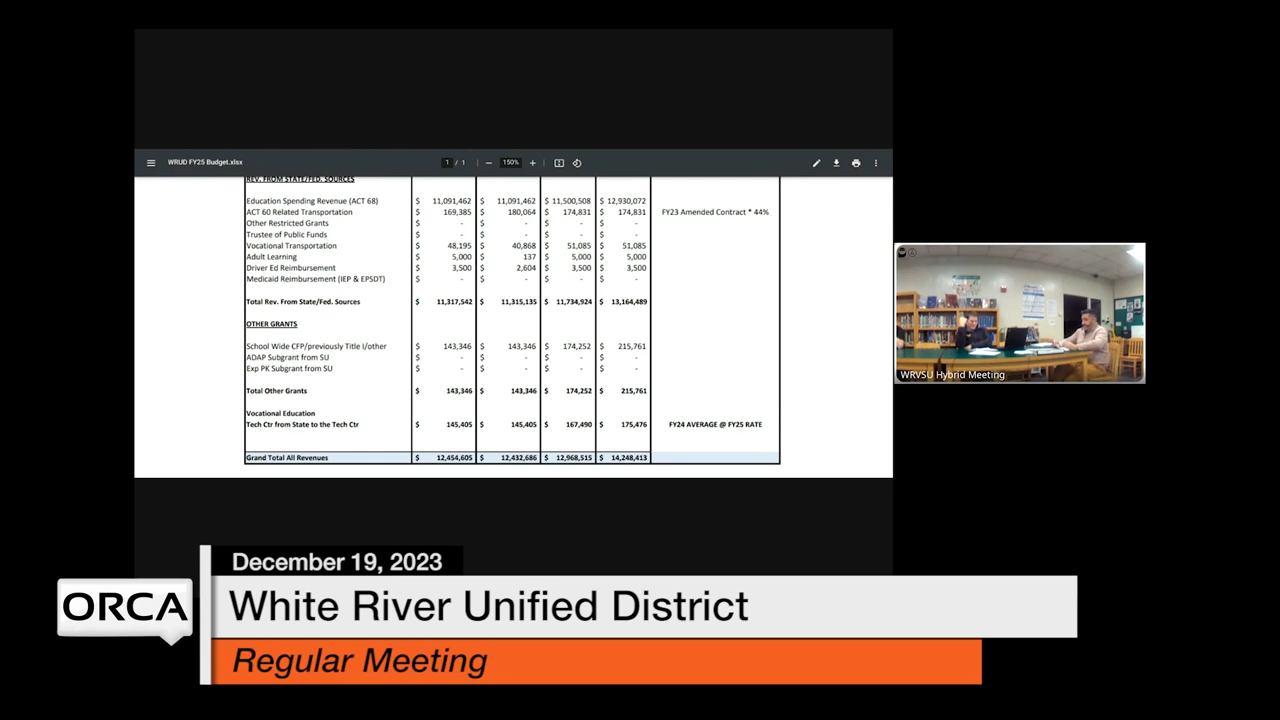 WRUD FY25 Budget.xlsx 1 / 1 150%
REV. FROM STATE/FED. SOURCES
Education Spending Revenue (ACT 68) $ 11,091,462 $ 11,091,462 $ 11,500,508 $ 12,930,072
ACT 60 Related Transportation $ 169,385 $ 180,064 $ 174,831 $ 174,831 FY23 Amended Contract * 44%
Other Restricted Grants $ - $ - $ - $ -
Trustee of Public Funds $ - $ - $ - $ -
Vocational Transportation $ 48,195 $ 40,868 $ 51,085 $ 51,085
Adult Learning $ 5,000 $ 137 $ 5,000 $ 5,000
Driver Ed Reimbursement $ 3,500 $ 2,604 $ 3,500 $ 3,500
Medicaid Reimbursement (IEP & EPSDT) $ - $ - $ - $ -
Total Rev. From State/Fed. Sources $ 11,317,542 $ 11,315,135 $ 11,734,924 $ 13,164,489
OTHER GRANTS
School Wide CFP/previously Title I/other $ 143,346 $ 143,346 $ 174,252 $ 215,761
ADAP Subgrant from SU $ - $ - $ - $ -
Exp PK Subgrant from SU $ - $ - $ - $ -
Total Other Grants $ 143,346 $ 143,346 $ 174,252 $ 215,761
Vocational Education
Tech Ctr from State to the Tech Ctr $ 145,405 $ 145,405 $ 167,490 $ 175,476 FY24 AVERAGE @ FY25 RATE
Grand Total All Revenues $ 12,454,605 $ 12,432,686 $ 12,968,515 $ 14,248,413
WRVSU Hybrid Meeting
December 19, 2023
ORCA
White River Unified District
Regular Meeting